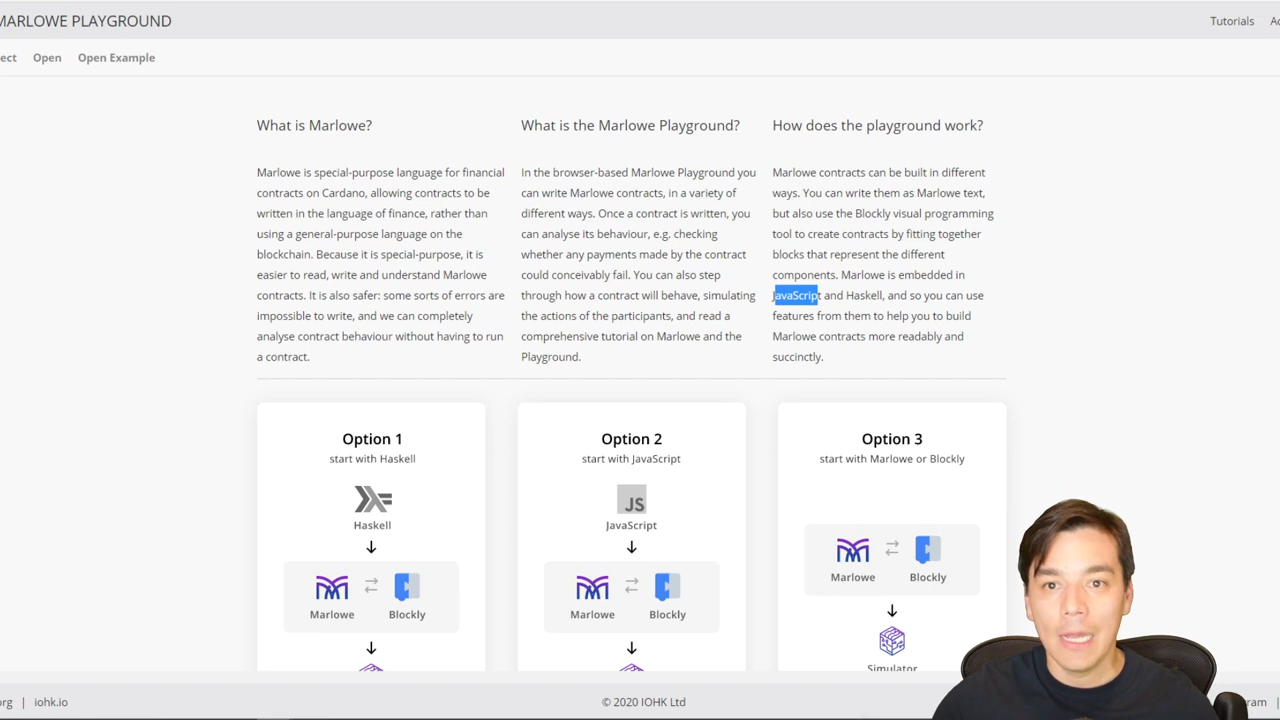 MARLOWE PLAYGROUND
Tutorials
ect Open Open Example
What is Marlowe?
Marlowe is special-purpose language for financial
contracts on Cardano, allowing contracts to be
written in the language of finance, rather than
using a general-purpose language on the
blockchain. Because it is special-purpose, it is
easier to read, write and understand Marlowe
contracts. It is also safer: some sorts of errors are
impossible to write, and we can completely
analyse contract behaviour without having to run
a contract.
What is the Marlowe Playground?
In the browser-based Marlowe Playground you
can write Marlowe contracts, in a variety of
different ways. Once a contract is written, you
can analyse its behaviour, e.g. checking
whether any payments made by the contract
could conceivably fail. You can also step
through how a contract will behave, simulating
the actions of the participants, and read a
comprehensive tutorial on Marlowe and the
Playground.
How does the playground work?
Marlowe contracts can be built in different
ways. You can write them as Marlowe text,
but also use the Blockly visual programming
tool to create contracts by fitting together
blocks that represent the different
components. Marlowe is embedded in
JavaScript and Haskell, and so you can use
features from them to help you to build
Marlowe contracts more readably and
succinctly.
Option 1
start with Haskell
Haskell
Marlowe Blockly
Option 2
start with JavaScript
JS
JavaScript
Marlowe Blockly
Option 3
start with Marlowe or Blockly
Marlowe Blockly
Simulator
org | iohk.io
© 2020 IOHK Ltd
ram |